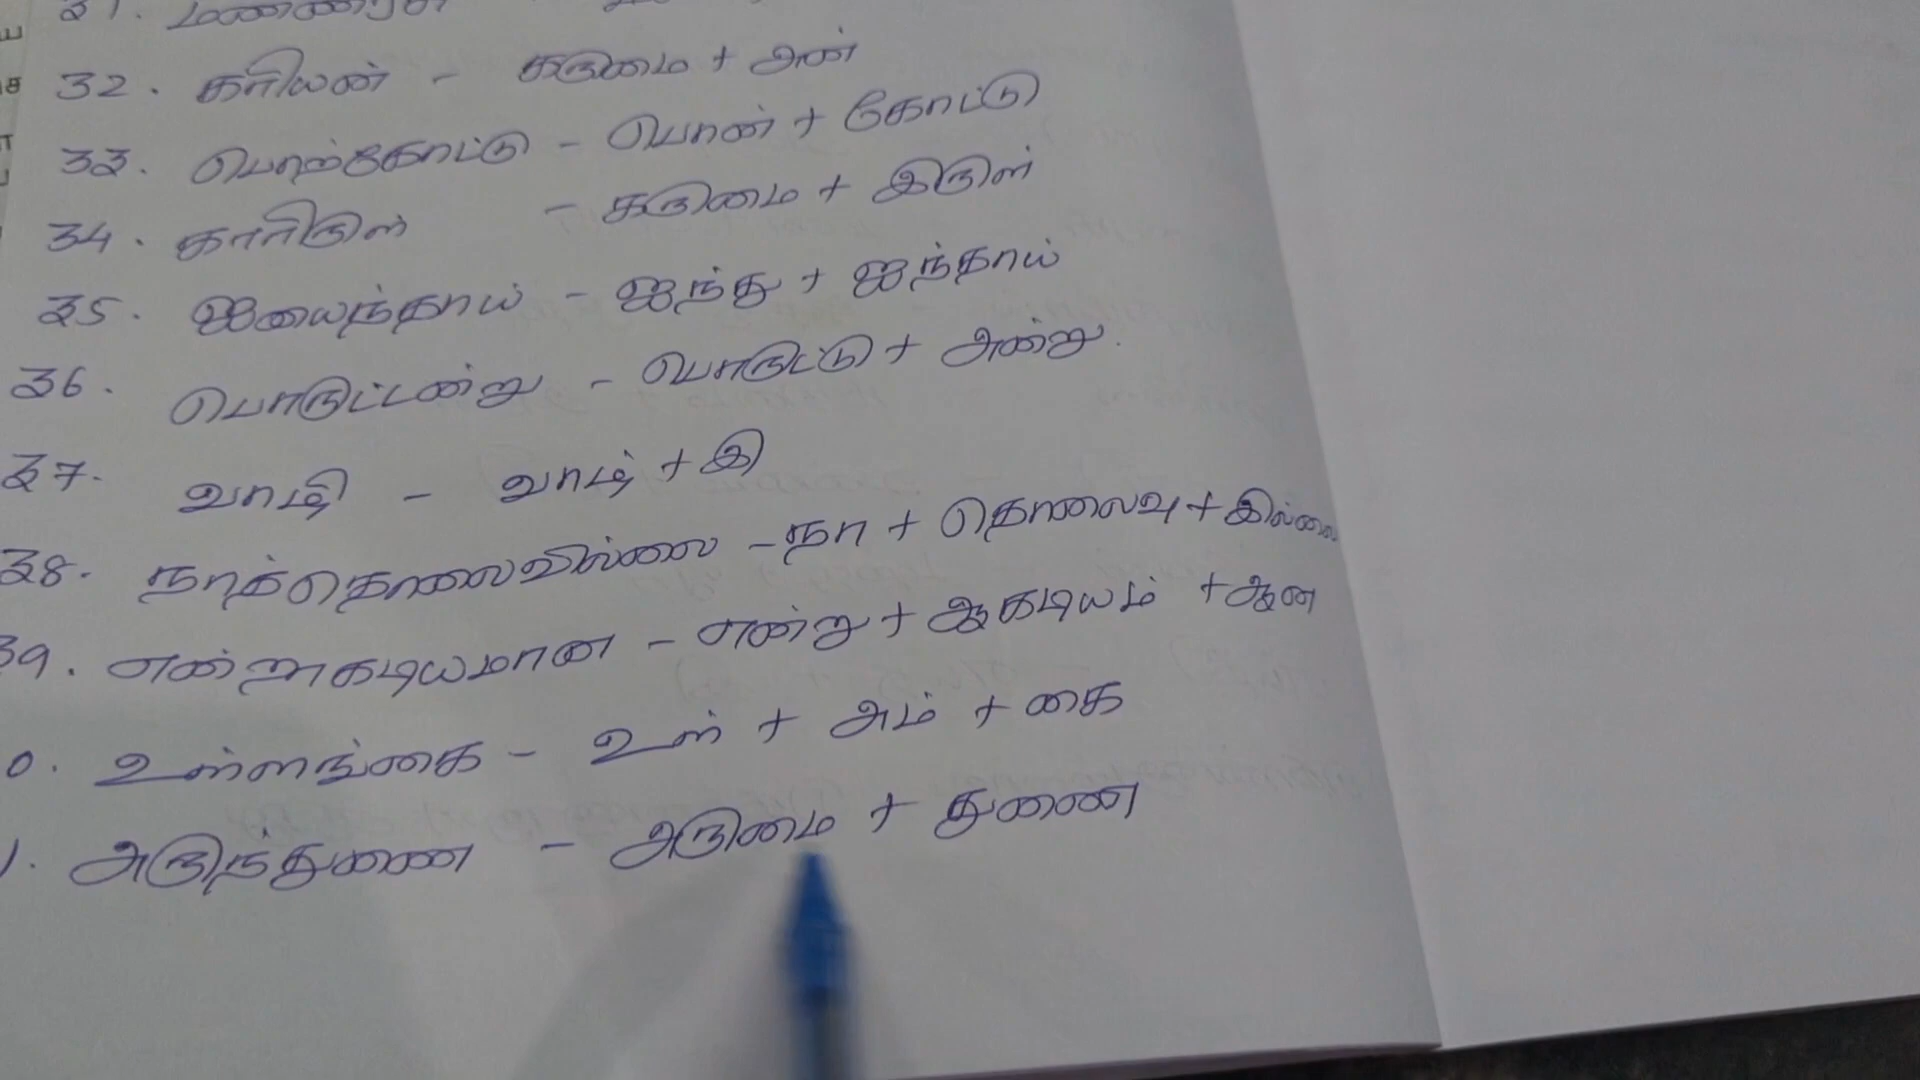 32. கரியன் - கருமை + அன்
33. பொற்கோட்டு - பொன் + கோட்டு
34. காரிருள் - கருமை + இருள்
35. ஐயைந்தாய் - ஐந்து + ஐந்தாய்
36. பொருட்டன்று - பொருட்டு + அன்று.
37. வாழி - வாழ் + இ
38. நாத்தொலைவில்லை - நா + தொலைவு + இல்லை
39. என்றாகடியமான - என்று + ஆகடியம் + ஆன
0. உள்ளங்கை - உள் + அம் + கை
1. அருந்துணை - அருமை + துணை